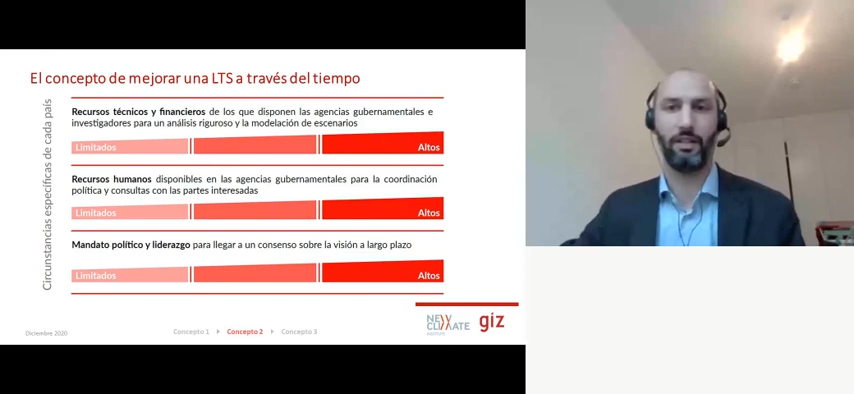 El concepto de mejorar una LTS a través del tiempo
Circunstancias específicas de cada país
Recursos técnicos y financieros de los que disponen las agencias gubernamentales e
investigadores para un análisis riguroso y la modelación de escenarios
Limitados Altos
Recursos humanos disponibles en las agencias gubernamentales para la coordinación
política y consultas con las partes interesadas
Limitados Altos
Mandato político y liderazgo para llegar a un consenso sobre la visión a largo plazo
Limitados Altos
Diciembre 2020
Concepto 1 Concepto 2 Concepto 3
NEW
CLIMATE
INSTITUTE
giz